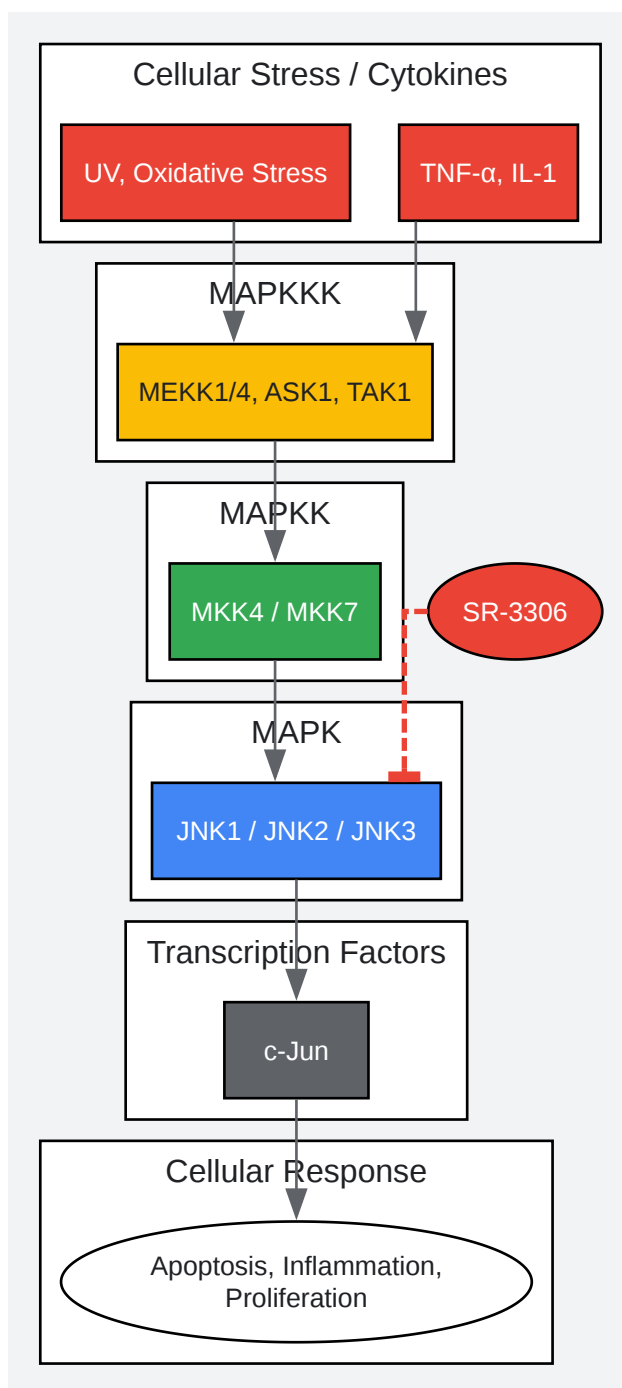 Cellular Stress / Cytokines
UV, Oxidative Stress
TNF-α, IL-1
MAPKKK
MEKK1/4, ASK1, TAK1
MAPKK
MKK4 / MKK7
SR-3306
MAPK
JNK1 / JNK2 / JNK3
Transcription Factors
c-Jun
Cellular Response
Apoptosis, Inflammation,
Proliferation